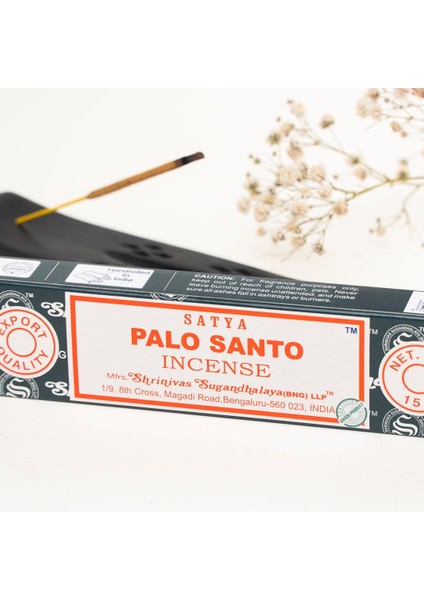 Handrolled
in
India
CAUTION: For fragrance purposes only,
keep out of reach of children, pets. Never
leave burning incense unattended, and make
sure all ashes fall in ashtrays or burners.
EXPORT
QUALITY
SATYA
TM
PALO SANTO
INCENSE
Mfrs. Shrinivas Sugandhalaya (BNG) LLP™
1/9, 8th Cross, Magadi Road, Bengaluru-560 023, INDIA
NET.
15